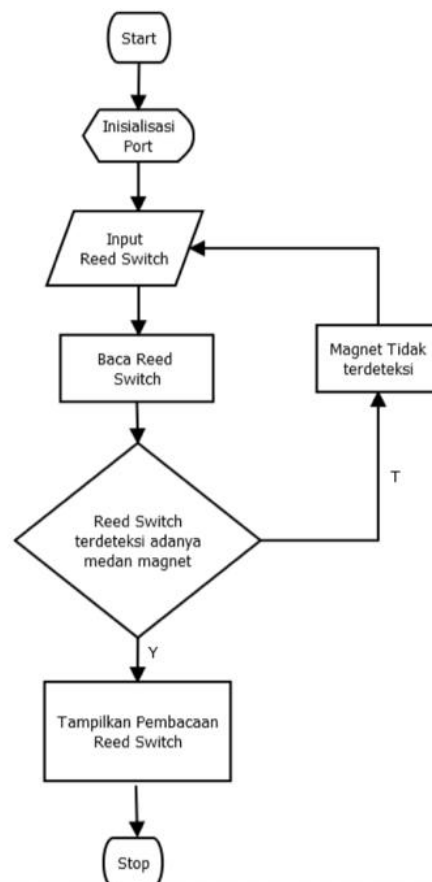 Start
Inisialisasi
Port
Input
Reed Switch
Baca Reed
Switch
Magnet Tidak
terdeteksi
T
Reed Switch
terdeteksi adanya
medan magnet
Y
Tampilkan Pembacaan
Reed Switch
Stop